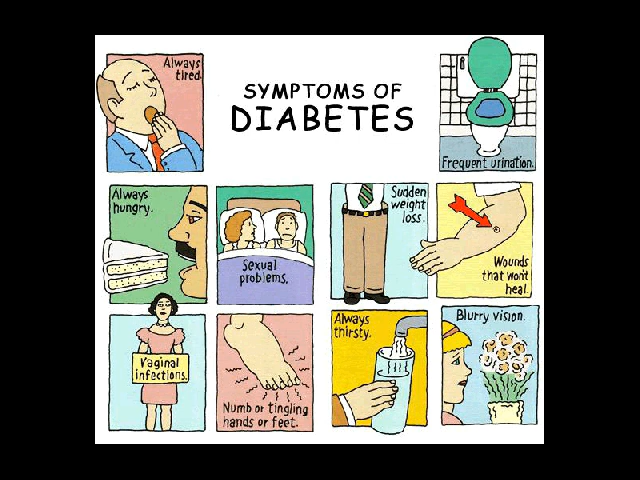 Always
tired.
SYMPTOMS OF
DIABETES
Frequent urination.
Always
hungry.
Sexual
problems.
Sudden
weight
loss.
Wounds
that won't
heal.
Vaginal
infections.
Numb or tingling
hands or feet.
Always
thirsty.
Blurry vision.